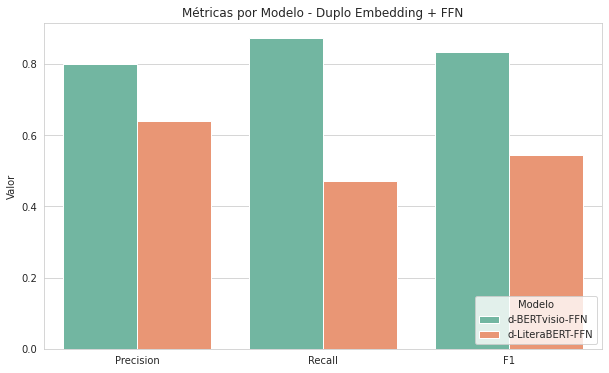 Métricas por Modelo - Duplo Embedding + FFN
Valor
0.8
0.6
0.4
0.2
0.0
Precision
Recall
F1
Modelo
d-BERTvisio-FFN
d-LiteraBERT-FFN